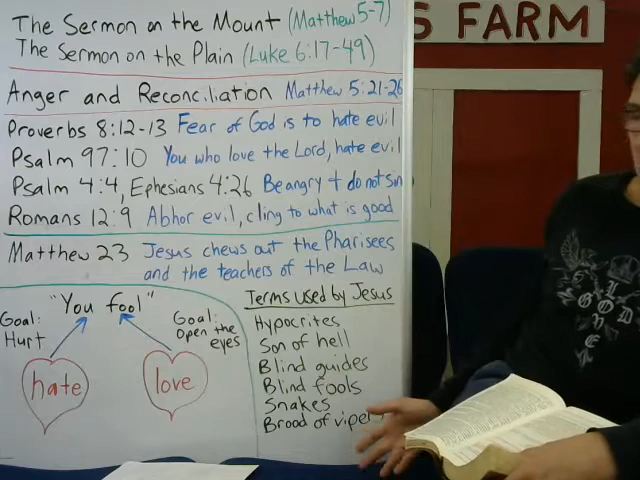 The Sermon on the Mount (Matthew 5-7)
The Sermon on the Plain (Luke 6:17-49)
S FARM
Anger and Reconciliation Matthew 5:21-26
Proverbs 8:12-13 Fear of God is to hate evil
Psalm 97:10 You who love the Lord, hate evil
Psalm 4:4, Ephesians 4:26 Be angry + do not sin
Romans 12:9 Abhor evil, cling to what is good
Matthew 23 Jesus chews out the Pharisees
and the teachers of the Law
"You fool"
Goal:
Hurt
Goal:
Open the
eyes
hate
love
Terms used by Jesus
Hypocrites
Son of hell
Blind guides
Blind fools
Snakes
Brood of viper